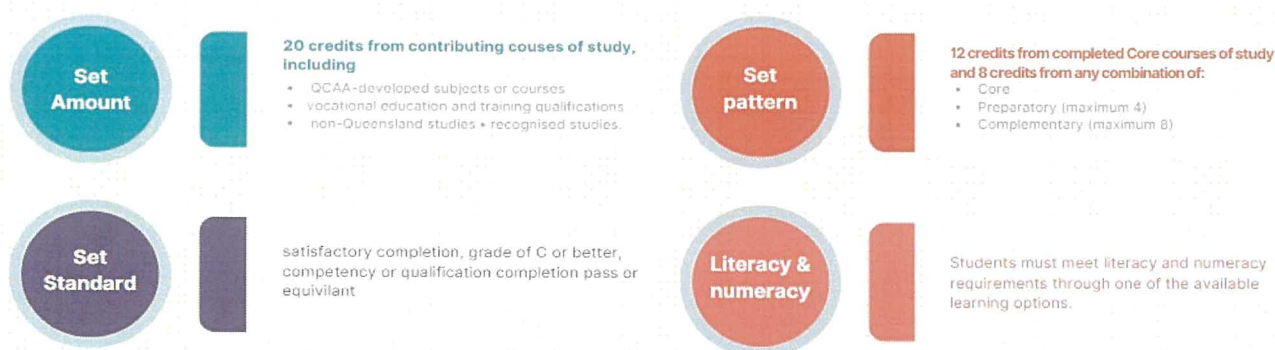 Set
Amount
20 credits from contributing couses of study,
including
• QCAA-developed subjects or courses
• vocational education and training qualifications
• non-Queensland studies • recognised studies.
Set
pattern
12 credits from completed Core courses of study
and 8 credits from any combination of:
• Core
• Preparatory (maximum 4)
• Complementary (maximum 8)
Set
Standard
satisfactory completion, grade of C or better,
competency or qualification completion pass or
equivilant
Literacy &
numeracy
Students must meet literacy and numeracy
requirements through one of the available
learning options.